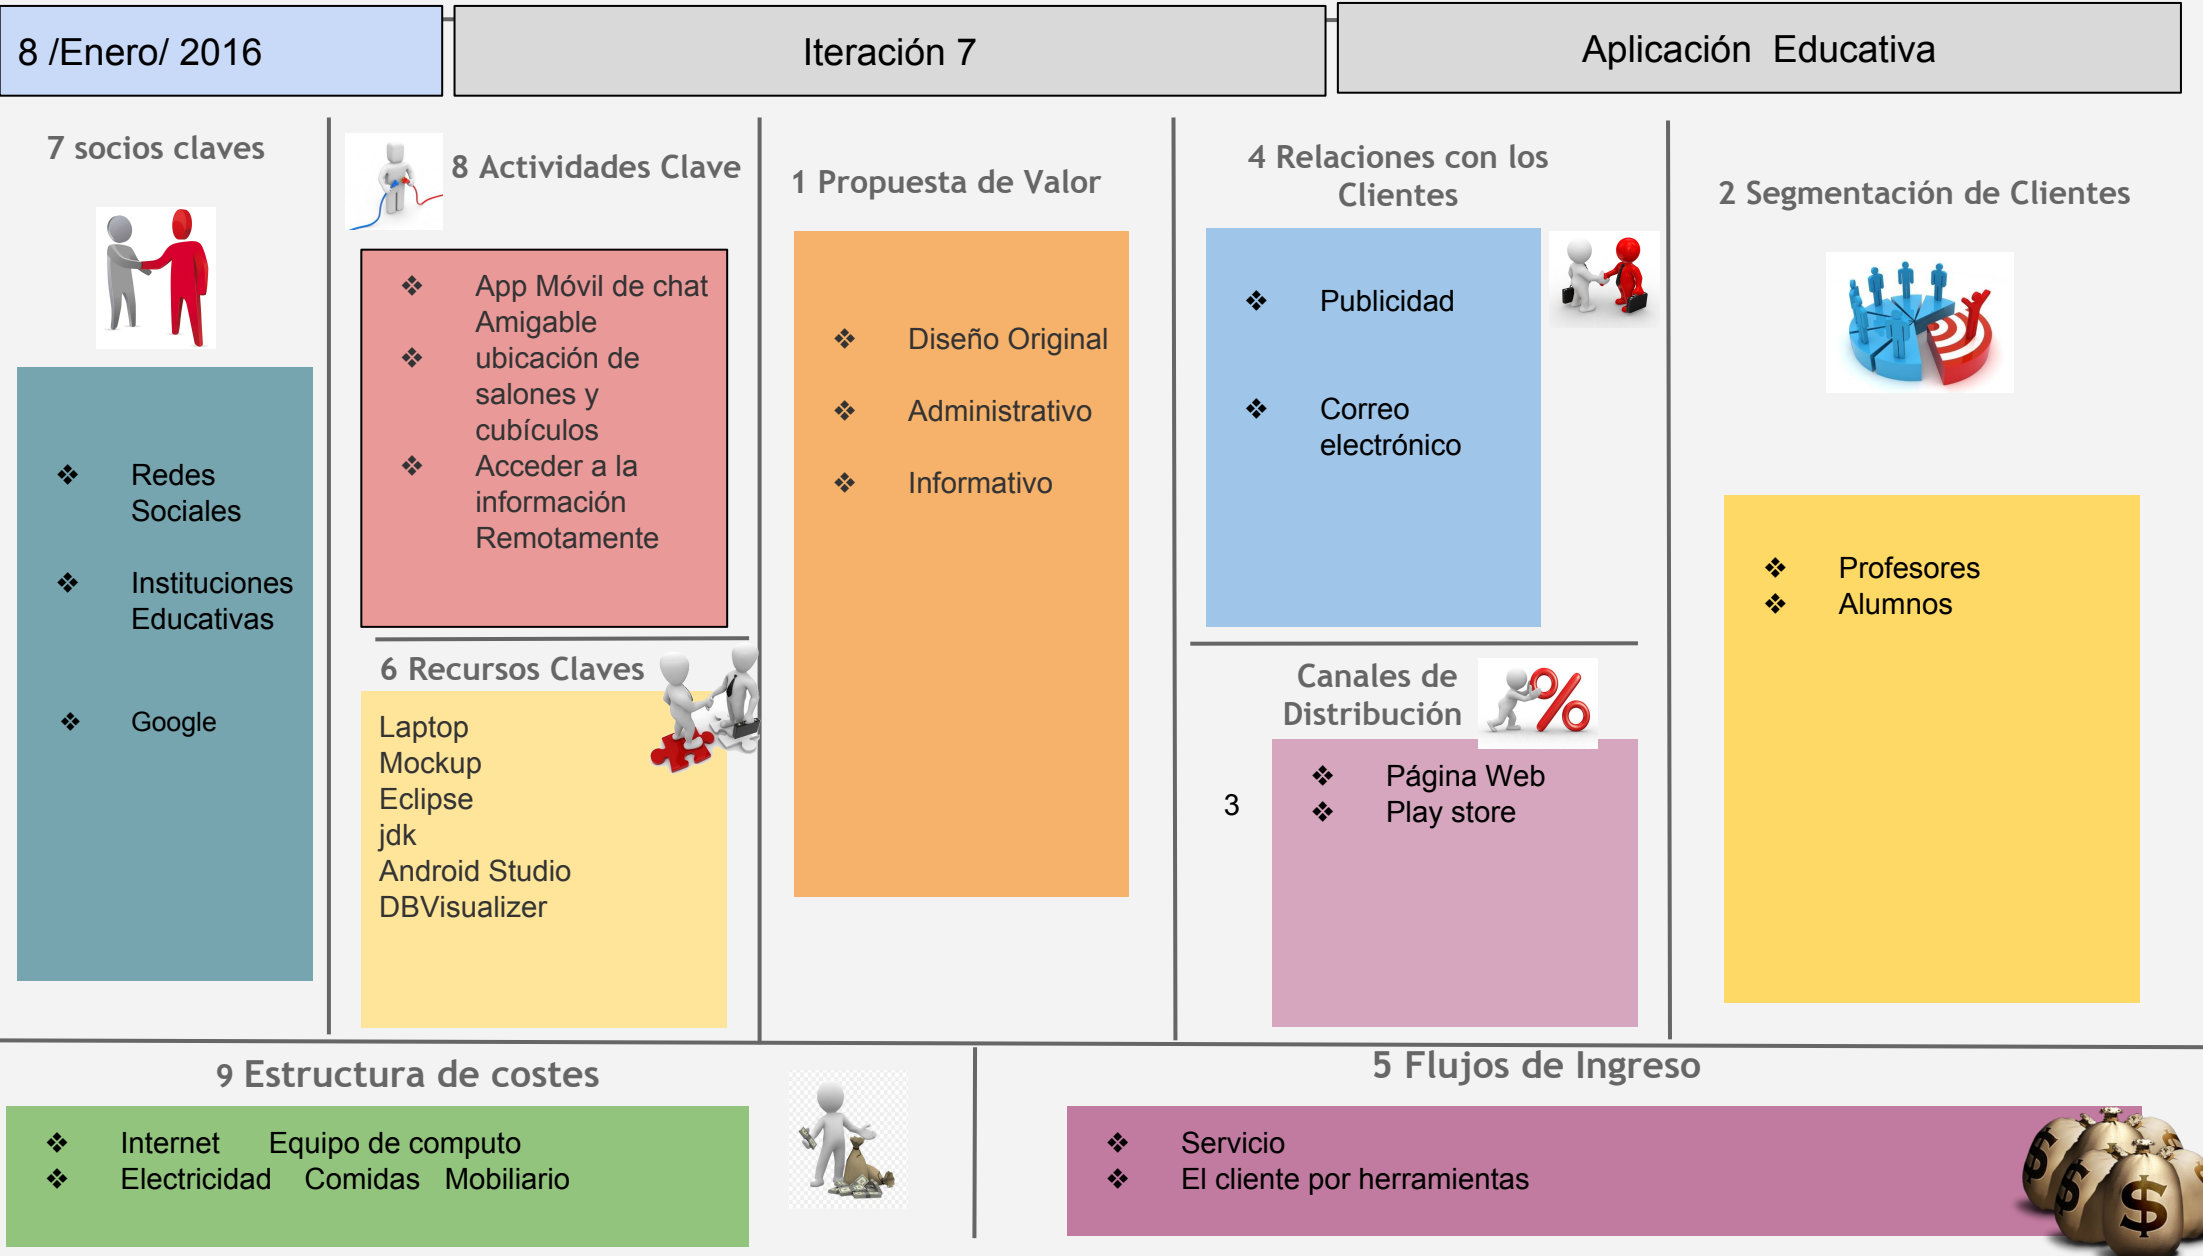 8 /Enero/ 2016
Iteración 7
Aplicación Educativa
7 socios claves
❖ Redes
Sociales
❖ Instituciones
Educativas
❖ Google
8 Actividades Clave
❖ App Móvil de chat
Amigable
❖ ubicación de
salones y
cubículos
❖ Acceder a la
información
Remotamente
6 Recursos Claves
Laptop
Mockup
Eclipse
jdk
Android Studio
DBVisualizer
1 Propuesta de Valor
❖ Diseño Original
❖ Administrativo
❖ Informativo
4 Relaciones con los
Clientes
❖ Publicidad
❖ Correo
electrónico
Canales de
Distribución
3
❖ Página Web
❖ Play store
2 Segmentación de Clientes
❖ Profesores
❖ Alumnos
9 Estructura de costes
❖ Internet Equipo de computo
❖ Electricidad Comidas Mobiliario
5 Flujos de Ingreso
❖ Servicio
❖ El cliente por herramientas